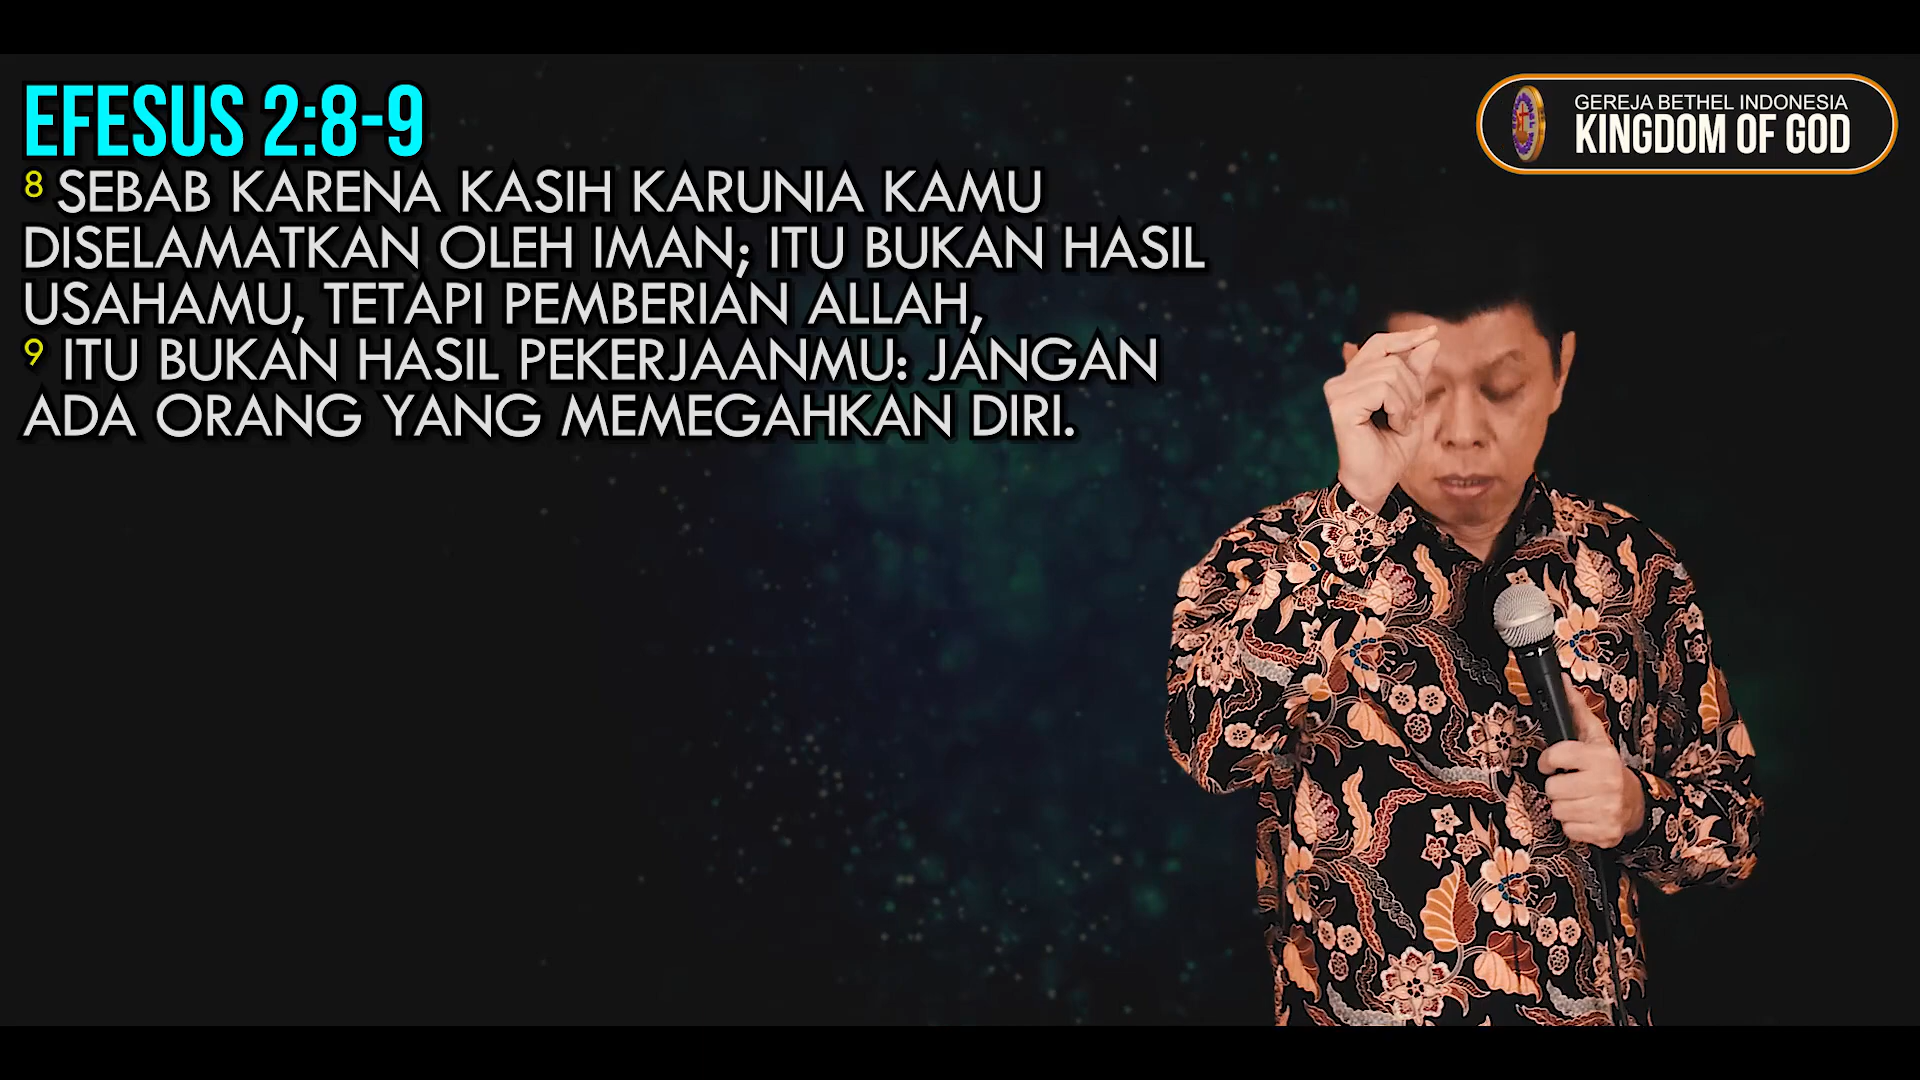 EFESUS 2:8-9
8 SEBAB KARENA KASIH KARUNIA KAMU
DISELAMATKAN OLEH IMAN; ITU BUKAN HASIL
USAHAMU, TETAPI PEMBERIAN ALLAH,
9 ITU BUKAN HASIL PEKERJAANMU: JANGAN
ADA ORANG YANG MEMEGAHKAN DIRI.
GEREJA BETHEL INDONESIA
KINGDOM OF GOD